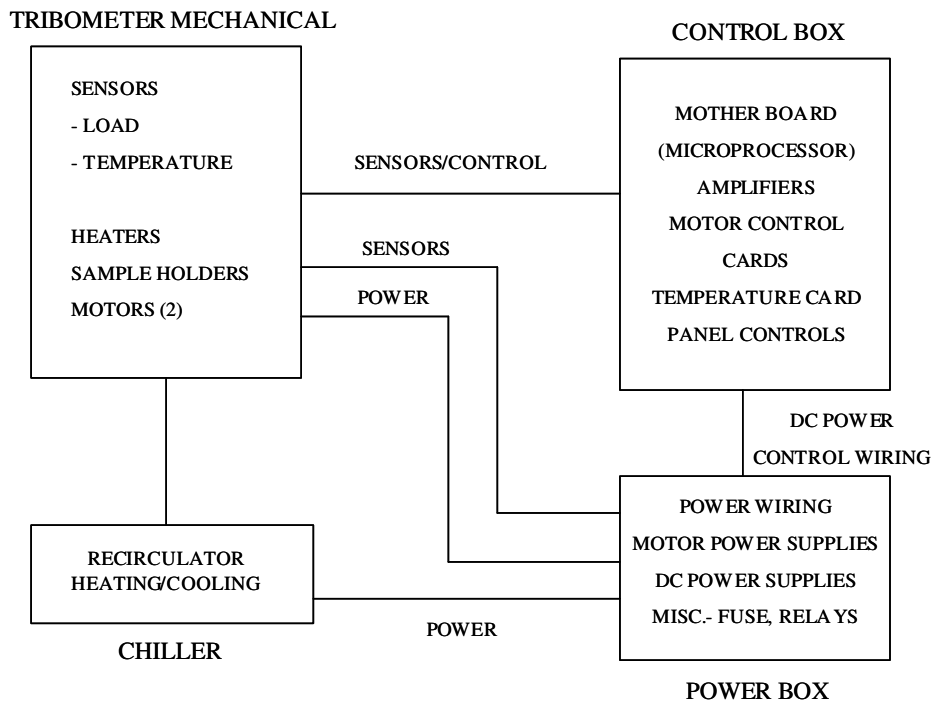 TRIBOMETER MECHANICAL
SENSORS
- LOAD
- TEMPERATURE
HEATERS
SAMPLE HOLDERS
MOTORS (2)
SENSORS/CONTROL
SENSORS
POWER
CONTROL BOX
MOTHER BOARD
(MICROPROCESSOR)
AMPLIFIERS
MOTOR CONTROL
CARDS
TEMPERATURE CARD
PANEL CONTROLS
DC POWER
CONTROL WIRING
POWER WIRING
MOTOR POWER SUPPLIES
DC POWER SUPPLIES
MISC.- FUSE, RELAYS
POWER BOX
RECIRCULATOR
HEATING/COOLING
CHILLER
POWER